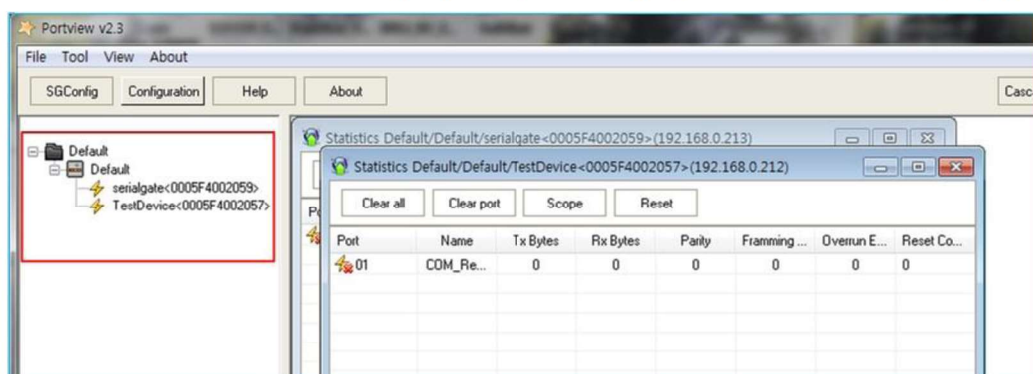 Portview v2.3
File Tool View About
SGConfig Configuration Help About Casc
Default
Default
serialgate<0005F4002059>
TestDevice<0005F4002057>
Statistics Default/Default/serialgate<0005F4002059>(192.168.0.213)
Statistics Default/Default/TestDevice<0005F4002057>(192.168.0.212)
Clear all Clear port Scope Reset
Port Name Tx Bytes Rx Bytes Parity Framming ... Overrun E... Reset Co...
01 COM_Re... 0 0 0 0 0 0